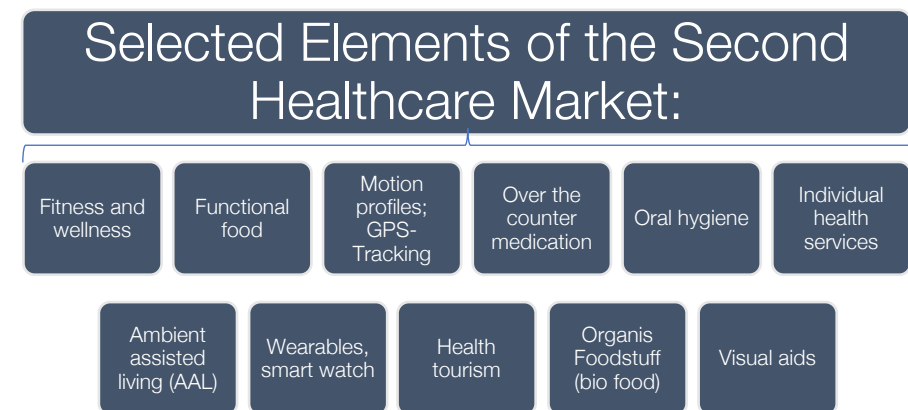 Selected Elements of the Second
Healthcare Market:
Fitness and
wellness
Functional
food
Motion
profiles;
GPS-
Tracking
Over the
counter
medication
Oral hygiene
Individual
health
services
Ambient
assisted
living (AAL)
Wearables,
smart watch
Health
tourism
Organis
Foodstuff
(bio food)
Visual aids